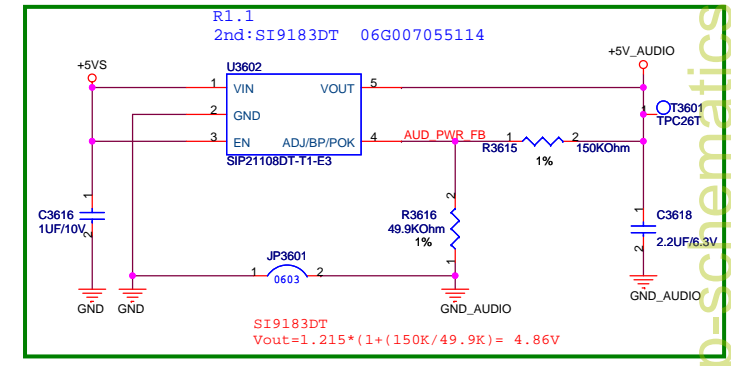 R1.1
2nd:SI9183DT 06G007055114
+5VS
+5V_AUDIO
U3602
1 VIN VOUT 5
2 GND
3 EN ADJ/BP/POK 4
SIP21108DT-T1-E3
AUD_PWR_FB
1 2
R3615 150KOhm
1%
1
T3601
TPC26T
C3616
1UF/10V
1
2
R3616
49.9KOhm
1%
2
1
C3618
2.2UF/6.3V
1
2
JP3601
1 2
0603
GND GND
GND_AUDIO
GND_AUDIO
SI9183DT
Vout=1.215*(1+(150K/49.9K)= 4.86V
p-schematics